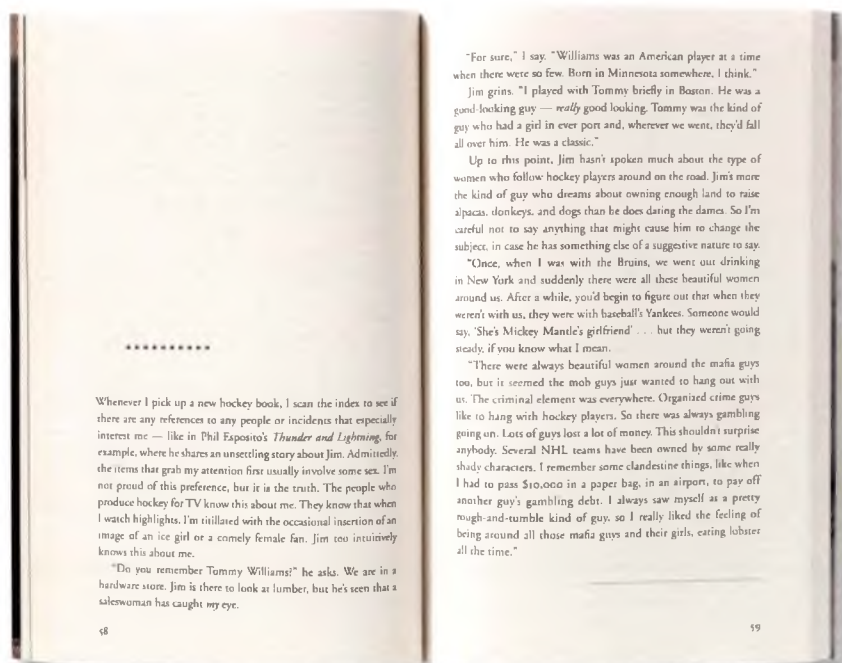 Whenever I pick up a new hockey book, I scan the index to see if
there are any references to any people or incidents that especially
interest me — like in Phil Esposito's Thunder and Lightning, for
example, where he shares an unsettling story about Jim. Admittedly,
the items that grab my attention first usually involve some sex. I'm
not proud of this preference, but it is the truth. The people who
produce hockey for TV know this about me. They know that when
I watch highlights, I'm titillated with the occasional insertion of an
image of an ice girl or a comely female fan. Jim too intuitively
knows this about me.
"Do you remember Tommy Williams?" he asks. We are in a
hardware store. Jim is there to look at lumber, but he's seen that a
saleswoman has caught my eye.
58
"For sure," I say. "Williams was an American player at a time
when there were so few. Born in Minnesota somewhere, I think."
Jim grins. "I played with Tommy briefly in Boston. He was a
good-looking guy — really good looking. Tommy was the kind of
guy who had a girl in ever port and, wherever we went, they'd fall
all over him. He was a classic."
Up to this point, Jim hasn't spoken much about the type of
women who follow hockey players around on the road. Jim's more
the kind of guy who dreams about owning enough land to raise
alpacas, donkeys, and dogs than he does dating the dames. So I'm
careful not to say anything that might cause him to change the
subject, in case he has something else of a suggestive nature to say.
"Once, when I was with the Bruins, we went out drinking
in New York and suddenly there were all these beautiful women
around us. After a while, you'd begin to figure out that when they
weren't with us, they were with baseball's Yankees. Someone would
say, 'She's Mickey Mantle's girlfriend' . . . but they weren't going
steady, if you know what I mean.
"There were always beautiful women around the mafia guys
too, but it seemed the mob guys just wanted to hang out with
us. The criminal element was everywhere. Organized crime guys
like to hang with hockey players. So there was always gambling
going on. Lots of guys lost a lot of money. This shouldn't surprise
anybody. Several NHL teams have been owned by some really
shady characters. I remember some clandestine things, like when
I had to pass $10,000 in a paper bag, in an airport, to pay off
another guy's gambling debt. I always saw myself as a pretty
rough-and-tumble kind of guy, so I really liked the feeling of
being around all those mafia guys and their girls, eating lobster
all the time."
59